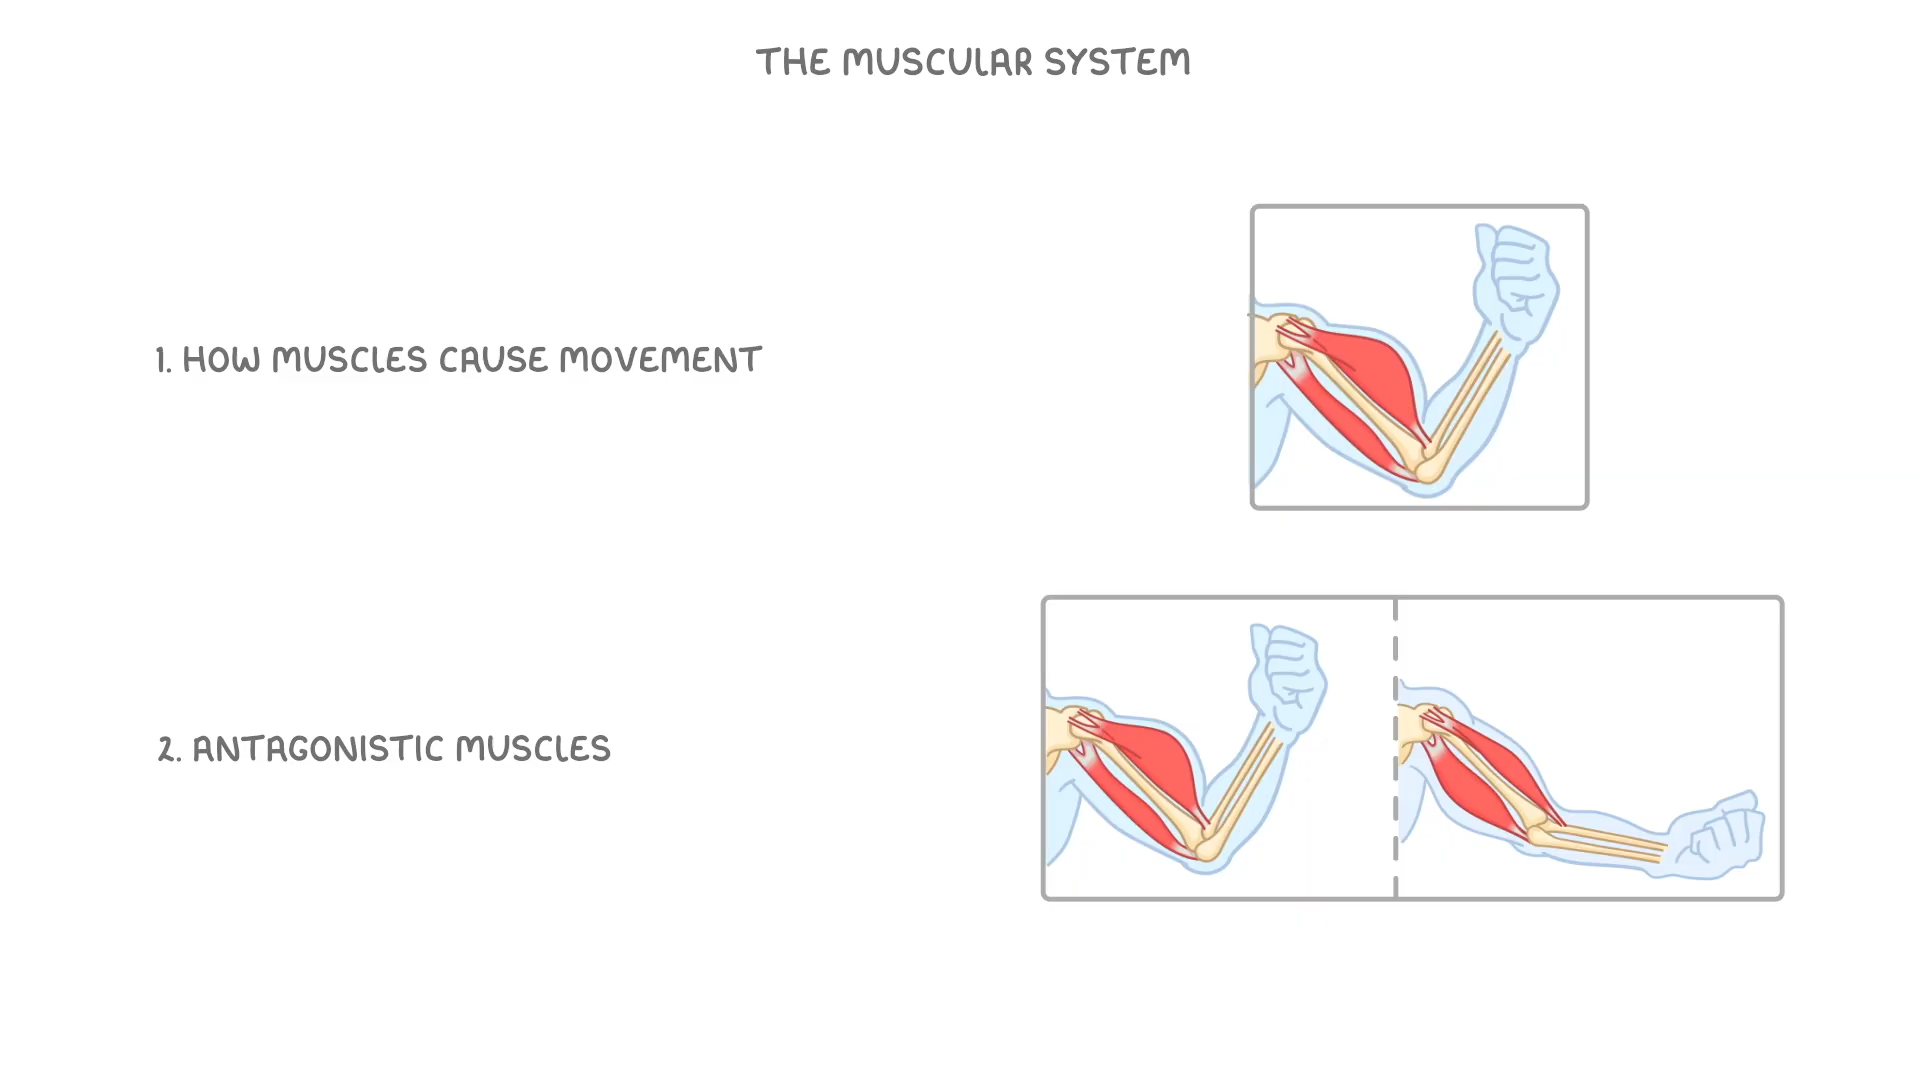 THE MUSCULAR SYSTEM
1. HOW MUSCLES CAUSE MOVEMENT
2. ANTAGONISTIC MUSCLES